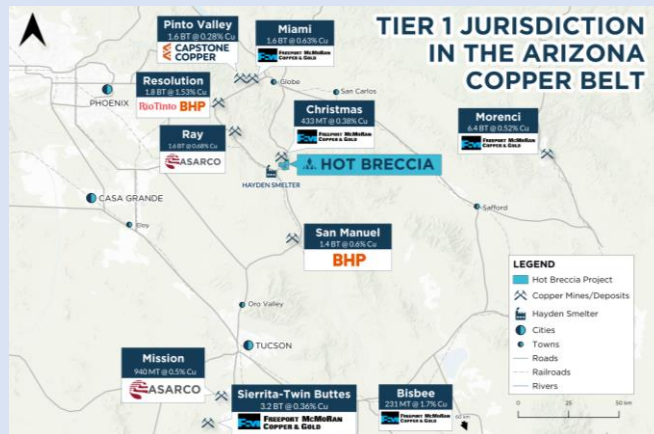 TIER 1 JURISDICTION
IN THE ARIZONA
COPPER BELT
Pinto Valley
1.6 BT @ 0.28% Cu
CAPSTONE
COPPER
Miami
1.6 BT @ 0.63% Cu
FREEPORT-MCMORAN
COPPER & GOLD
Globe
San Carlos
Resolution
1.8 BT @ 1.53% Cu
RioTinto BHP
PHOENIX
Christmas
433 MT @ 0.38% Cu
FREEPORT-MCMORAN
COPPER & GOLD
Morenci
6.4 BT @ 0.52% Cu
FREEPORT-MCMORAN
COPPER & GOLD
Ray
1.6 BT @ 0.68% Cu
ASARCO
HOT BRECCIA
HAYDEN SMELTER
CASA GRANDE
Eloy
Safford
San Manuel
1.4 BT @ 0.6% Cu
BHP
Oro Valley
TUCSON
Mission
940 MT @ 0.5% Cu
ASARCO
Sierrita-Twin Buttes
3.2 BT @ 0.36% Cu
FREEPORT-MCMORAN
COPPER & GOLD
Bisbee
231 MT @ 1.7% Cu
FREEPORT-MCMORAN
COPPER & GOLD
LEGEND
Hot Breccia Project
Copper Mines/Deposits
Hayden Smelter
Cities
Towns
Roads
Railroads
Rivers
0 25 50 km